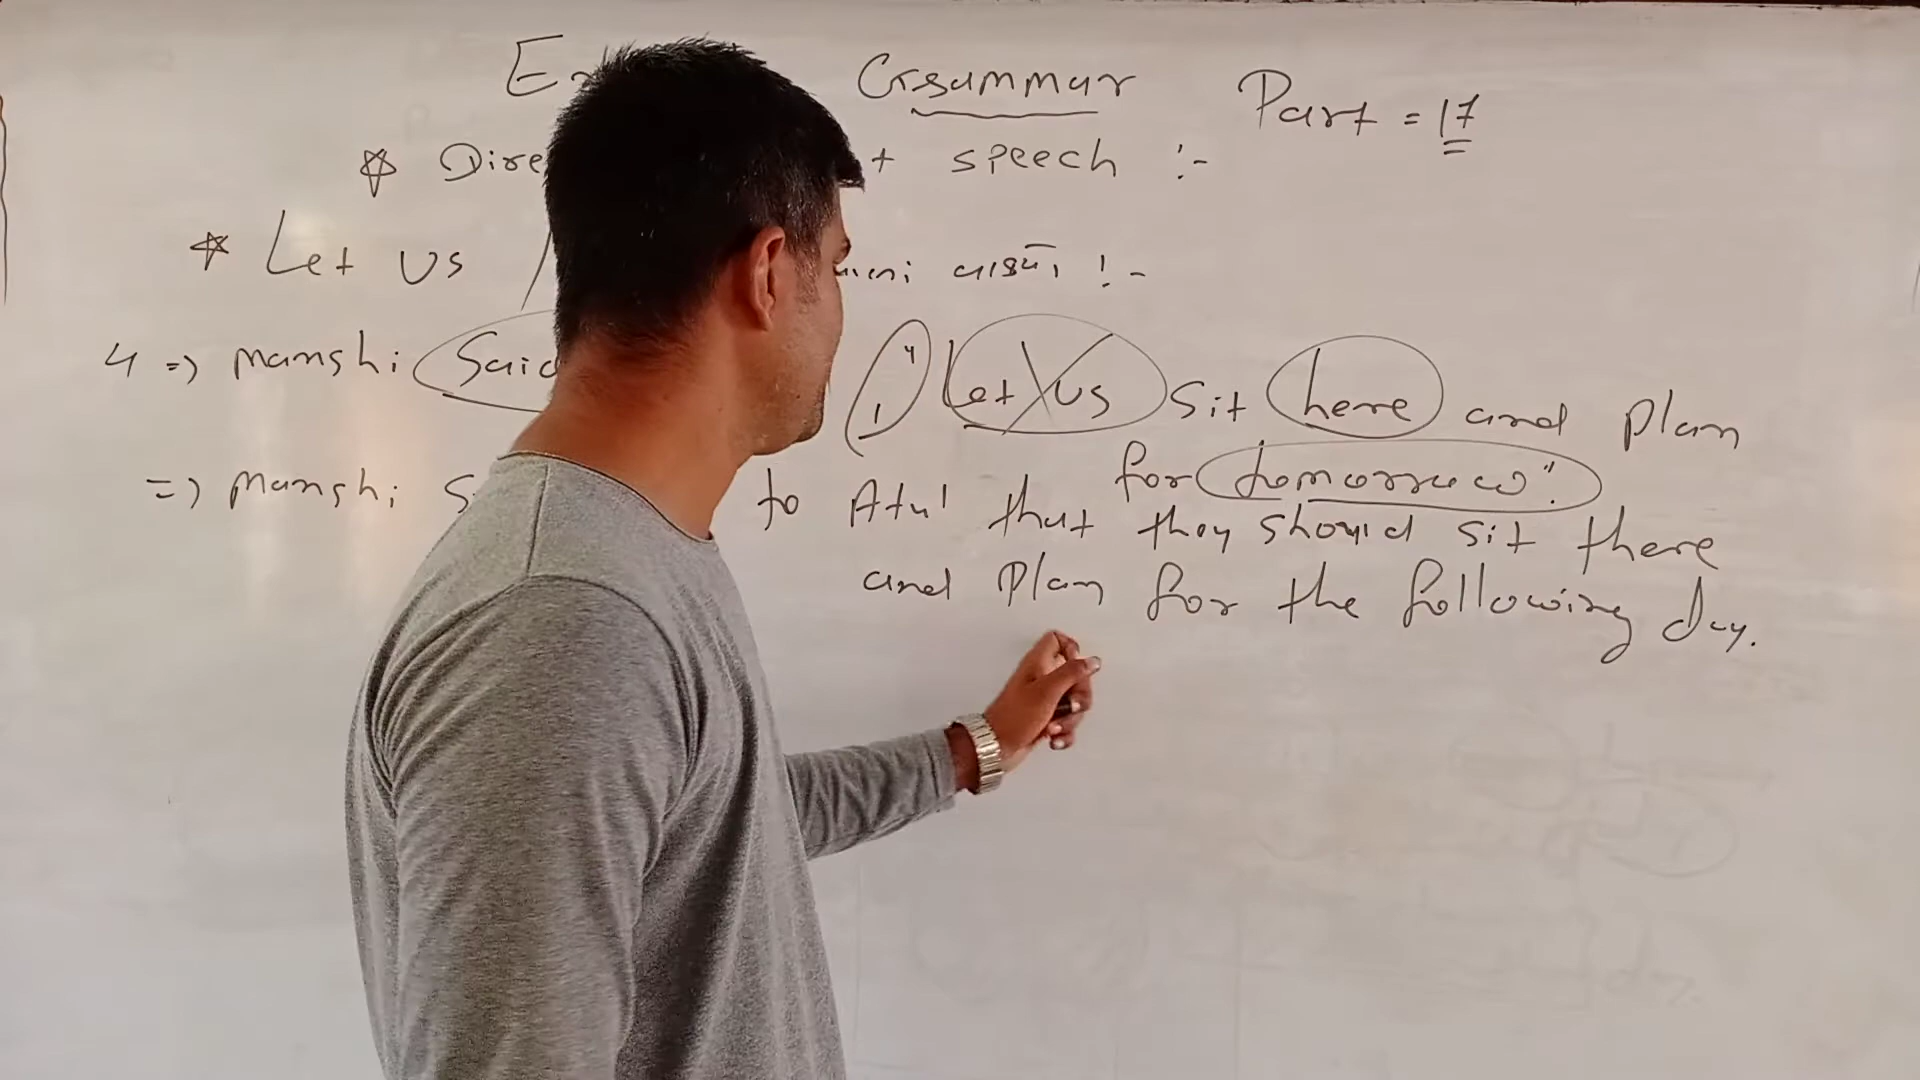 Grammar Part = 17
speech :-
* Let us /
4 => manshi Said , " Let us sit here and plan
for tomorrow".
=> manshi to Atul that they should sit there
and plan for the following day.